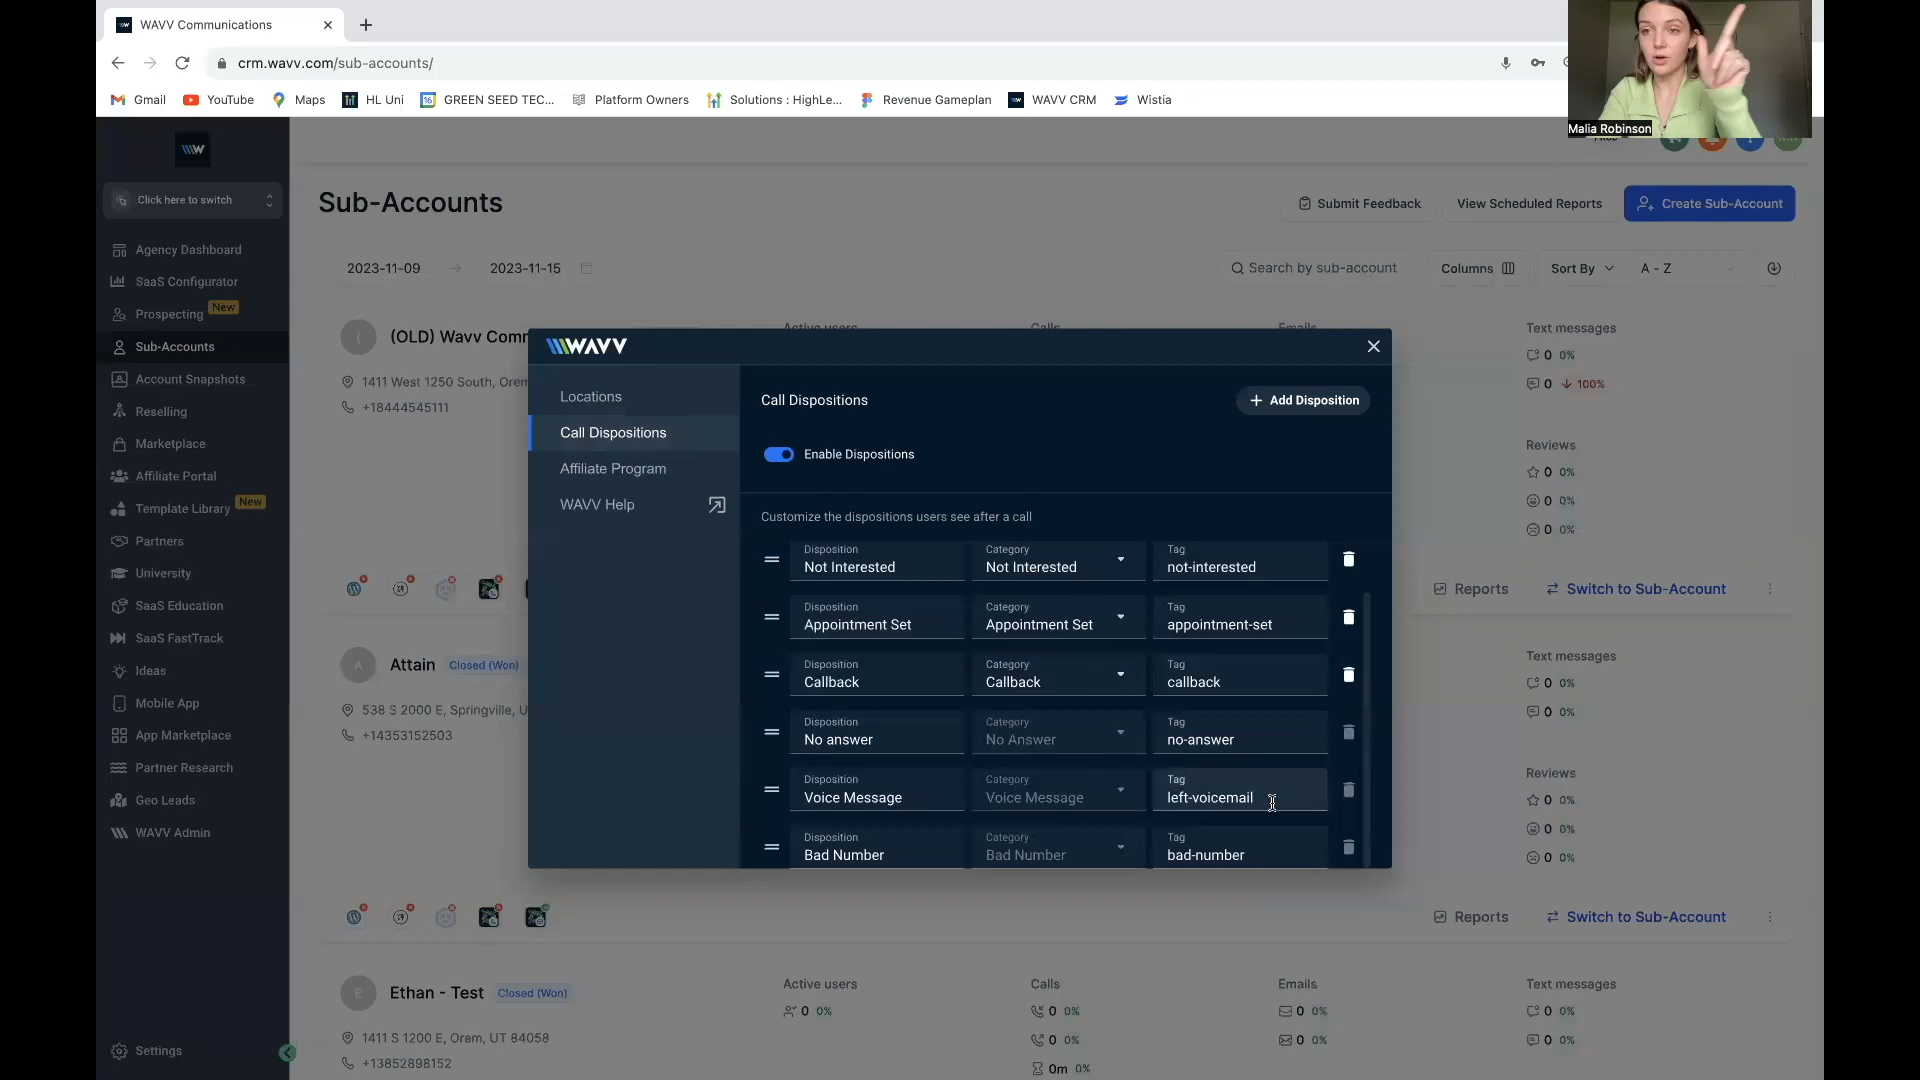 WAVV Communications
crm.wavv.com/sub-accounts/
Gmail
YouTube
Maps
HL Uni
GREEN SEED TEC...
Platform Owners
Solutions : HighLe...
Revenue Gameplan
WAVV CRM
Wistia
Malia Robinson
Click here to switch
Agency Dashboard
SaaS Configurator
Prospecting
New
Sub-Accounts
Account Snapshots
Reselling
Marketplace
Affiliate Portal
Template Library
New
Partners
University
SaaS Education
SaaS FastTrack
Ideas
Mobile App
App Marketplace
Partner Research
Geo Leads
WAVV Admin
Settings
Sub-Accounts
Submit Feedback
View Scheduled Reports
Create Sub-Account
2023-11-09 → 2023-11-15
Search by sub-account
Columns
Sort By
A - Z
(OLD) Wavv Comm
1411 West 1250 South, Orem
+18444545111
Active users
Calls
Emails
Text messages
0 0%
0 ↓ 100%
Reviews
0 0%
0 0%
0 0%
Reports
Switch to Sub-Account
WAVV
Locations
Call Dispositions
Affiliate Program
WAVV Help
Call Dispositions
+ Add Disposition
Enable Dispositions
Customize the dispositions users see after a call
Disposition Category Tag
Not Interested Not Interested not-interested
Disposition Category Tag
Appointment Set Appointment Set appointment-set
Disposition Category Tag
Callback Callback callback
Disposition Category Tag
No answer No Answer no-answer
Disposition Category Tag
Voice Message Voice Message left-voicemail
Disposition Category Tag
Bad Number Bad Number bad-number
A
Attain
Closed (Won)
538 S 2000 E, Springville, U
+14353152503
Text messages
0 0%
0 0%
Reviews
0 0%
0 0%
0 0%
Reports
Switch to Sub-Account
E
Ethan - Test
Closed (Won)
1411 S 1200 E, Orem, UT 84058
+13852898152
Active users
0 0%
Calls
0 0%
0 0%
0m 0%
Emails
0 0%
0 0%
Text messages
0 0%
0 0%